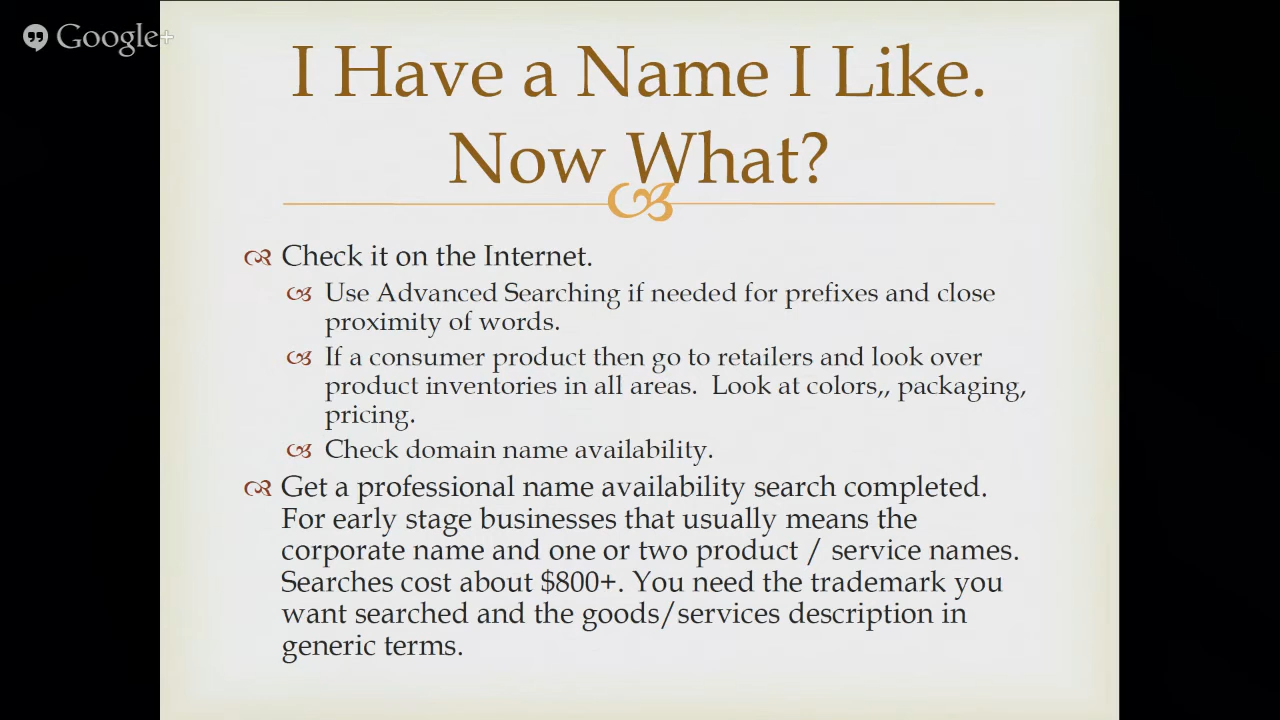 Google+
I Have a Name I Like.
Now What?
Check it on the Internet.
Use Advanced Searching if needed for prefixes and close
proximity of words.
If a consumer product then go to retailers and look over
product inventories in all areas.  Look at colors,, packaging,
pricing.
Check domain name availability.
Get a professional name availability search completed.
For early stage businesses that usually means the
corporate name and one or two product / service names.
Searches cost about $800+. You need the trademark you
want searched and the goods/services description in
generic terms.